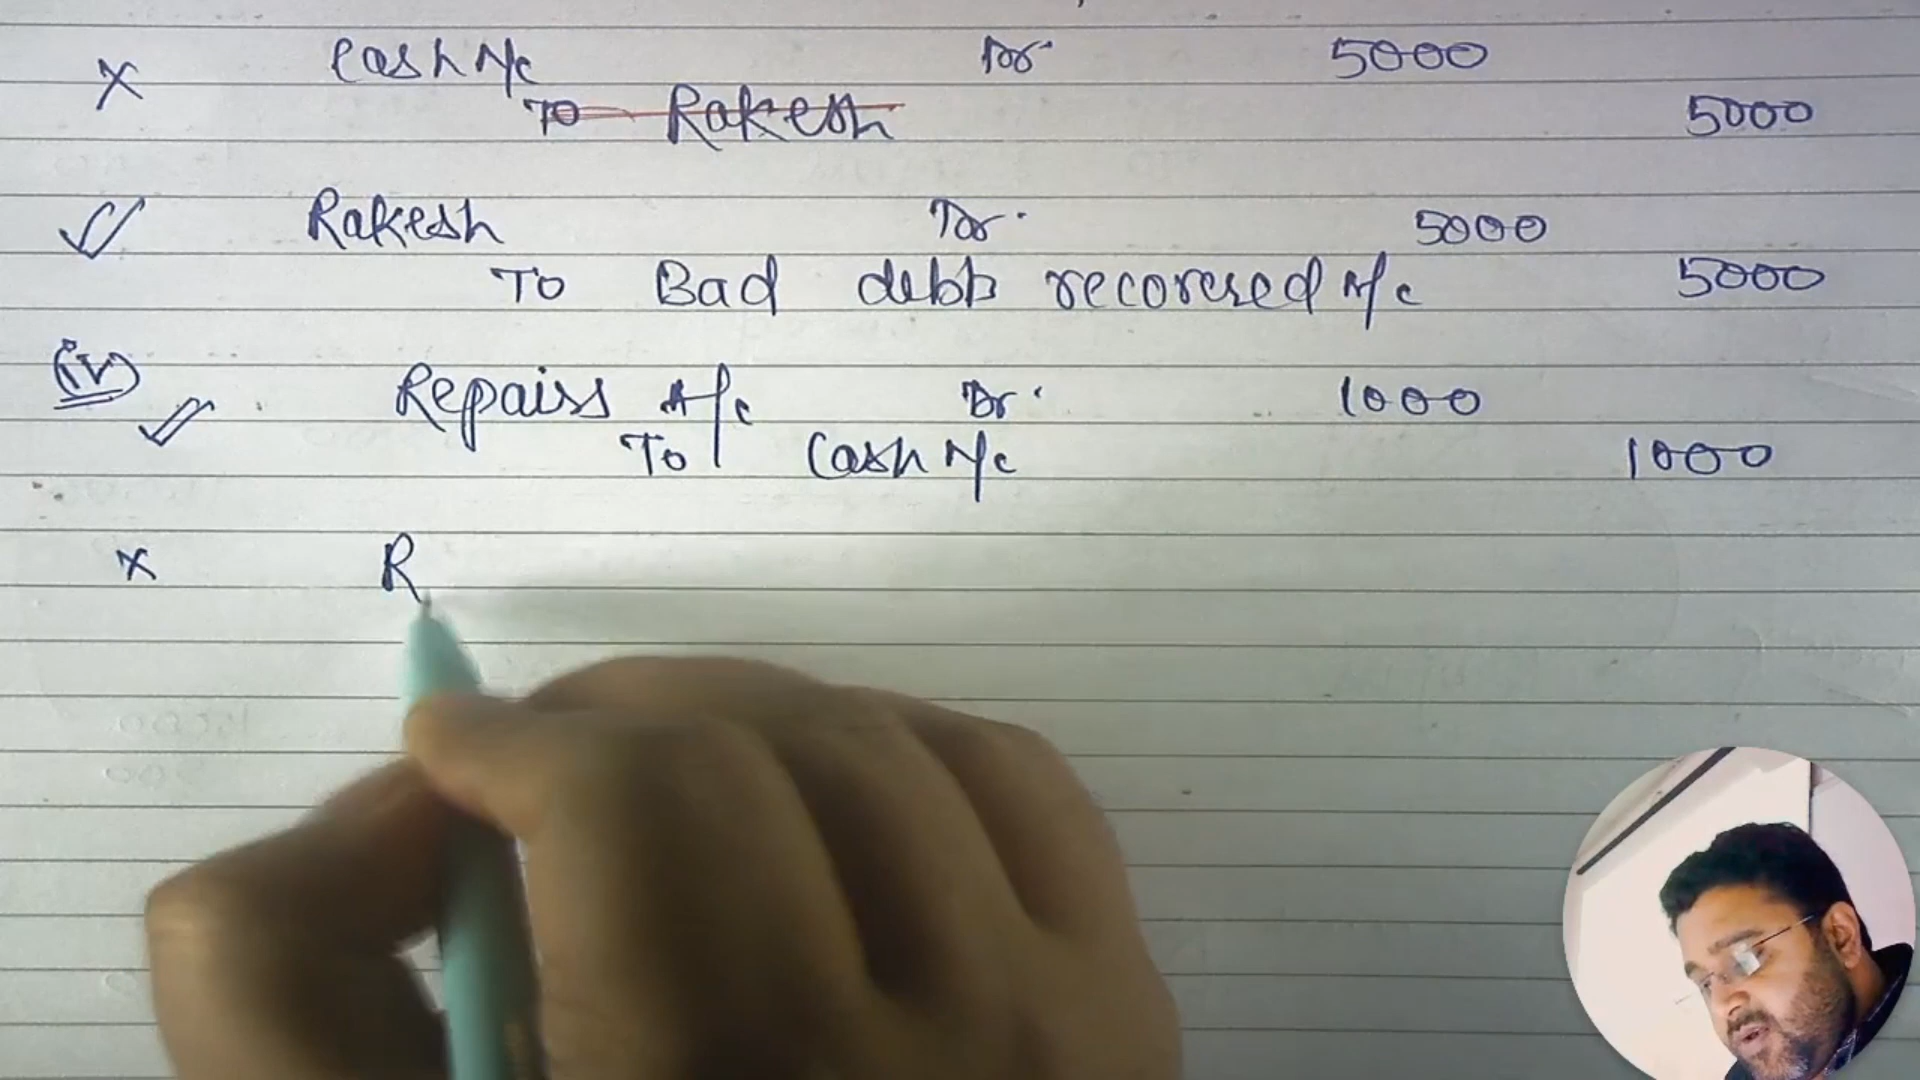 X Cash A/c Dr 5000
To Rakesh 5000
Rakesh Dr. 5000
To Bad debts recovered A/c 5000
(iv) Repairs A/c Dr. 1000
To Cash A/c 1000
X R